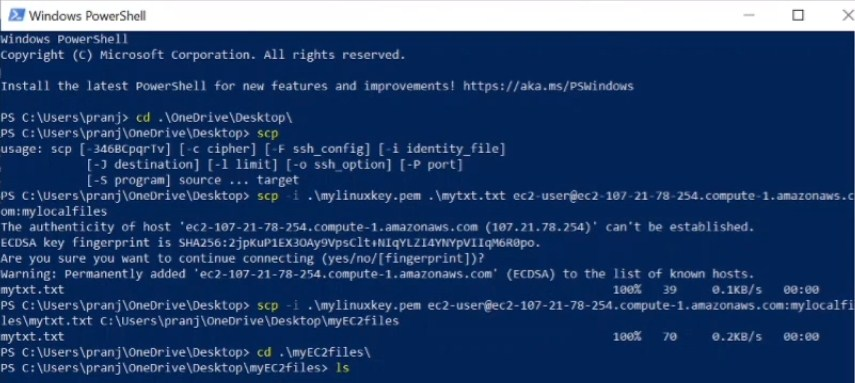 Windows PowerShell
Windows PowerShell
Copyright (C) Microsoft Corporation. All rights reserved.
Install the latest PowerShell for new features and improvements! https://aka.ms/PSWindows
PS C:\Users\pranj> cd .\OneDrive\Desktop\
PS C:\Users\pranj\OneDrive\Desktop> scp
usage: scp [-346BCpqrTv] [-c cipher] [-F ssh_config] [-i identity_file]
[-J destination] [-l limit] [-o ssh_option] [-P port]
[-S program] source ... target
PS C:\Users\pranj\OneDrive\Desktop> scp -i .\mylinuxkey.pem .\mytxt.txt ec2-user@ec2-107-21-78-254.compute-1.amazonaws.c
om:mylocalfiles
The authenticity of host 'ec2-107-21-78-254.compute-1.amazonaws.com (107.21.78.254)' can't be established.
ECDSA key fingerprint is SHA256:2jpKuP1EX3OAy9VpsClt+NIqYLZI4YNYpVIIqM6R0po.
Are you sure you want to continue connecting (yes/no/[fingerprint])?
Warning: Permanently added 'ec2-107-21-78-254.compute-1.amazonaws.com' (ECDSA) to the list of known hosts.
mytxt.txt 100% 39 0.1KB/s 00:00
PS C:\Users\pranj\OneDrive\Desktop> scp -i .\mylinuxkey.pem ec2-user@ec2-107-21-78-254.compute-1.amazonaws.com:mylocalfi
les\mytxt.txt C:\Users\pranj\OneDrive\Desktop\myEC2files
mytxt.txt 100% 70 0.2KB/s 00:00
PS C:\Users\pranj\OneDrive\Desktop> cd .\myEC2files\
PS C:\Users\pranj\OneDrive\Desktop\myEC2files> ls